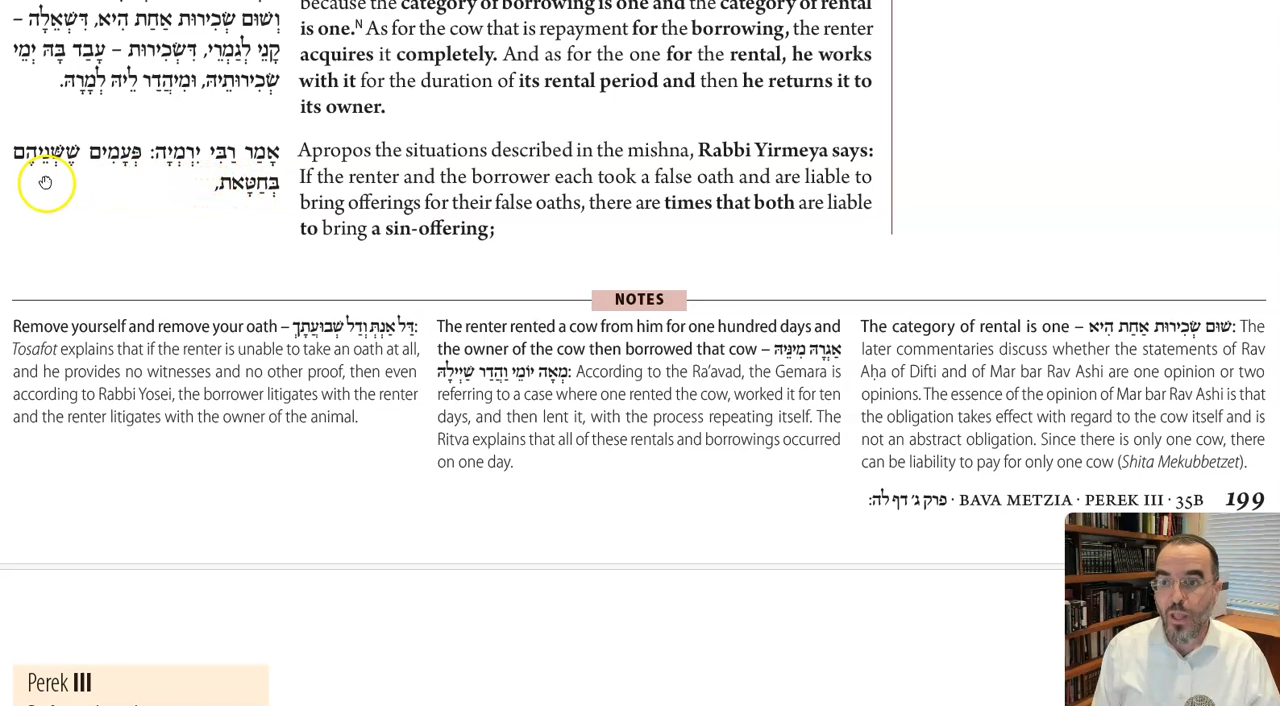 וְשׁוּם שְׂכִירוּת אַחַת הִיא, דִּשְׁאֵלָה –
קָנֵי לְגַמְרֵי, דִּשְׂכִירוּת – עָבַד בָּהּ יְמֵי
שְׂכִירוּתֵיהּ, וּמִיהֲדַר לֵיהּ לְמָרַהּ.
אָמַר רַבִּי יִרְמְיָה: פְּעָמִים שֶׁשְּׁנֵיהֶם
בְּחַטָּאת,
because the category of borrowing is one and the category of rental
is one.ᴺ As for the cow that is repayment for the borrowing, the renter
acquires it completely. And as for the one for the rental, he works
with it for the duration of its rental period and then he returns it to
its owner.
Apropos the situations described in the mishna, Rabbi Yirmeya says:
If the renter and the borrower each took a false oath and are liable to
bring offerings for their false oaths, there are times that both are liable
to bring a sin-offering;
NOTES
Remove yourself and remove your oath – דַּל אַנְתְּ וְדַל שְׁבוּעֲתָךְ:
Tosafot explains that if the renter is unable to take an oath at all,
and he provides no witnesses and no other proof, then even
according to Rabbi Yosei, the borrower litigates with the renter
and the renter litigates with the owner of the animal.
The renter rented a cow from him for one hundred days and
the owner of the cow then borrowed that cow – אַגְרַהּ מִינֵּיהּ
מְאָה יוֹמֵי וַהֲדַר שַׁיְילַהּ: According to the Ra'avad, the Gemara is
referring to a case where one rented the cow, worked it for ten
days, and then lent it, with the process repeating itself. The
Ritva explains that all of these rentals and borrowings occurred
on one day.
The category of rental is one – שׁוּם שְׂכִירוּת אַחַת הִיא: The
later commentaries discuss whether the statements of Rav
Aḥa of Difti and of Mar bar Rav Ashi are one opinion or two
opinions. The essence of the opinion of Mar bar Rav Ashi is that
the obligation takes effect with regard to the cow itself and is
not an abstract obligation. Since there is only one cow, there
can be liability to pay for only one cow (Shita Mekubbetzet).
פרק ג׳ דף לה: · BAVA METZIA · PEREK III · 35B 199
Perek III